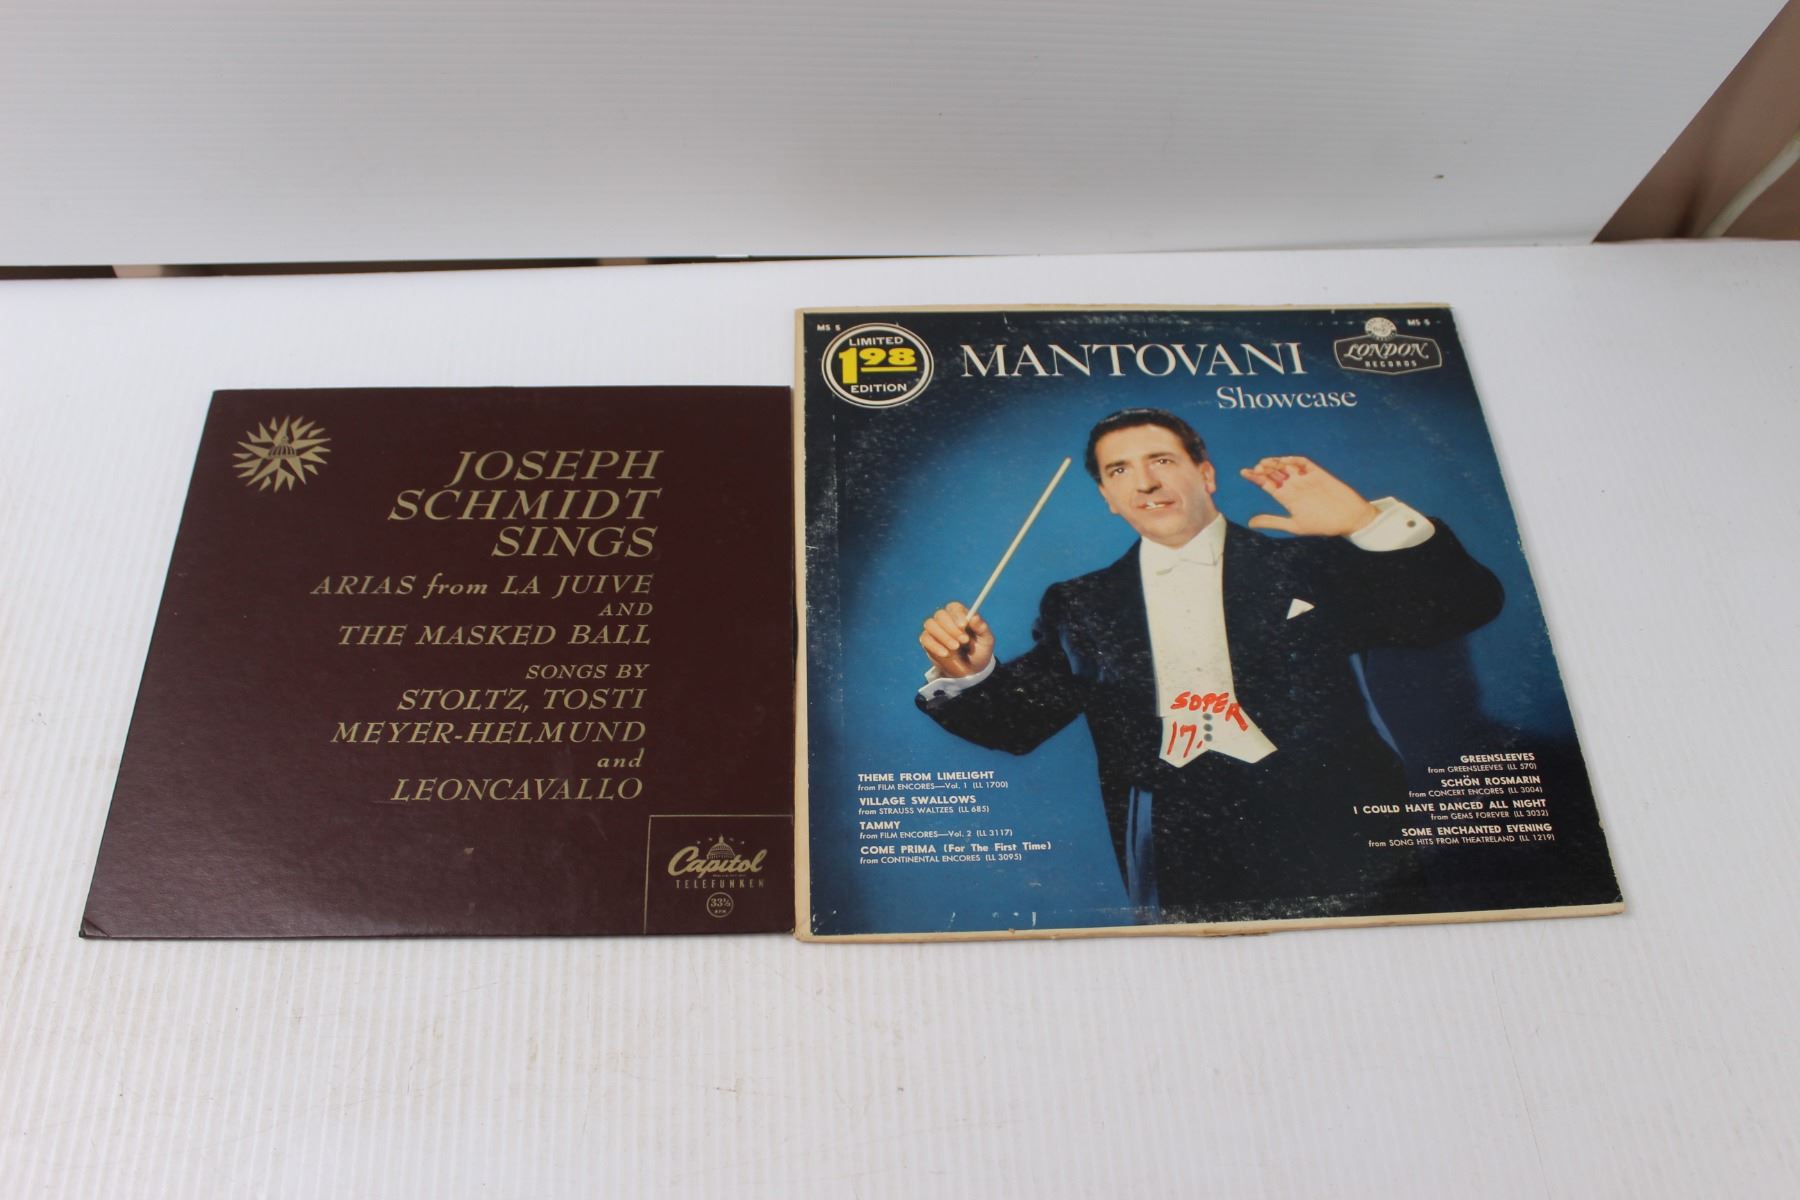 JOSEPH
SCHMIDT
SINGS
ARIAS from LA JUIVE
AND
THE MASKED BALL
SONGS BY
STOLTZ, TOSTI
MEYER-HELMUND
and
LEONCAVALLO
Capitol
TELEFUNKEN
33⅓
RPM
MS 5
LIMITED
1.98
EDITION
MANTOVANI
Showcase
LONDON
RECORDS
MS 5
SOPER
17.
THEME FROM LIMELIGHT
from FILM ENCORES—Vol. 1 (LL 1700)
VILLAGE SWALLOWS
from STRAUSS WALTZES (LL 685)
TAMMY
from FILM ENCORES—Vol. 2 (LL 3117)
COME PRIMA (For The First Time)
from CONTINENTAL ENCORES (LL 3095)
GREENSLEEVES
from GREENSLEEVES (LL 570)
SCHÖN ROSMARIN
from CONCERT ENCORES (LL 3004)
I COULD HAVE DANCED ALL NIGHT
from GEMS FOREVER (LL 3032)
SOME ENCHANTED EVENING
from SONG HITS FROM THEATRELAND (LL 1219)